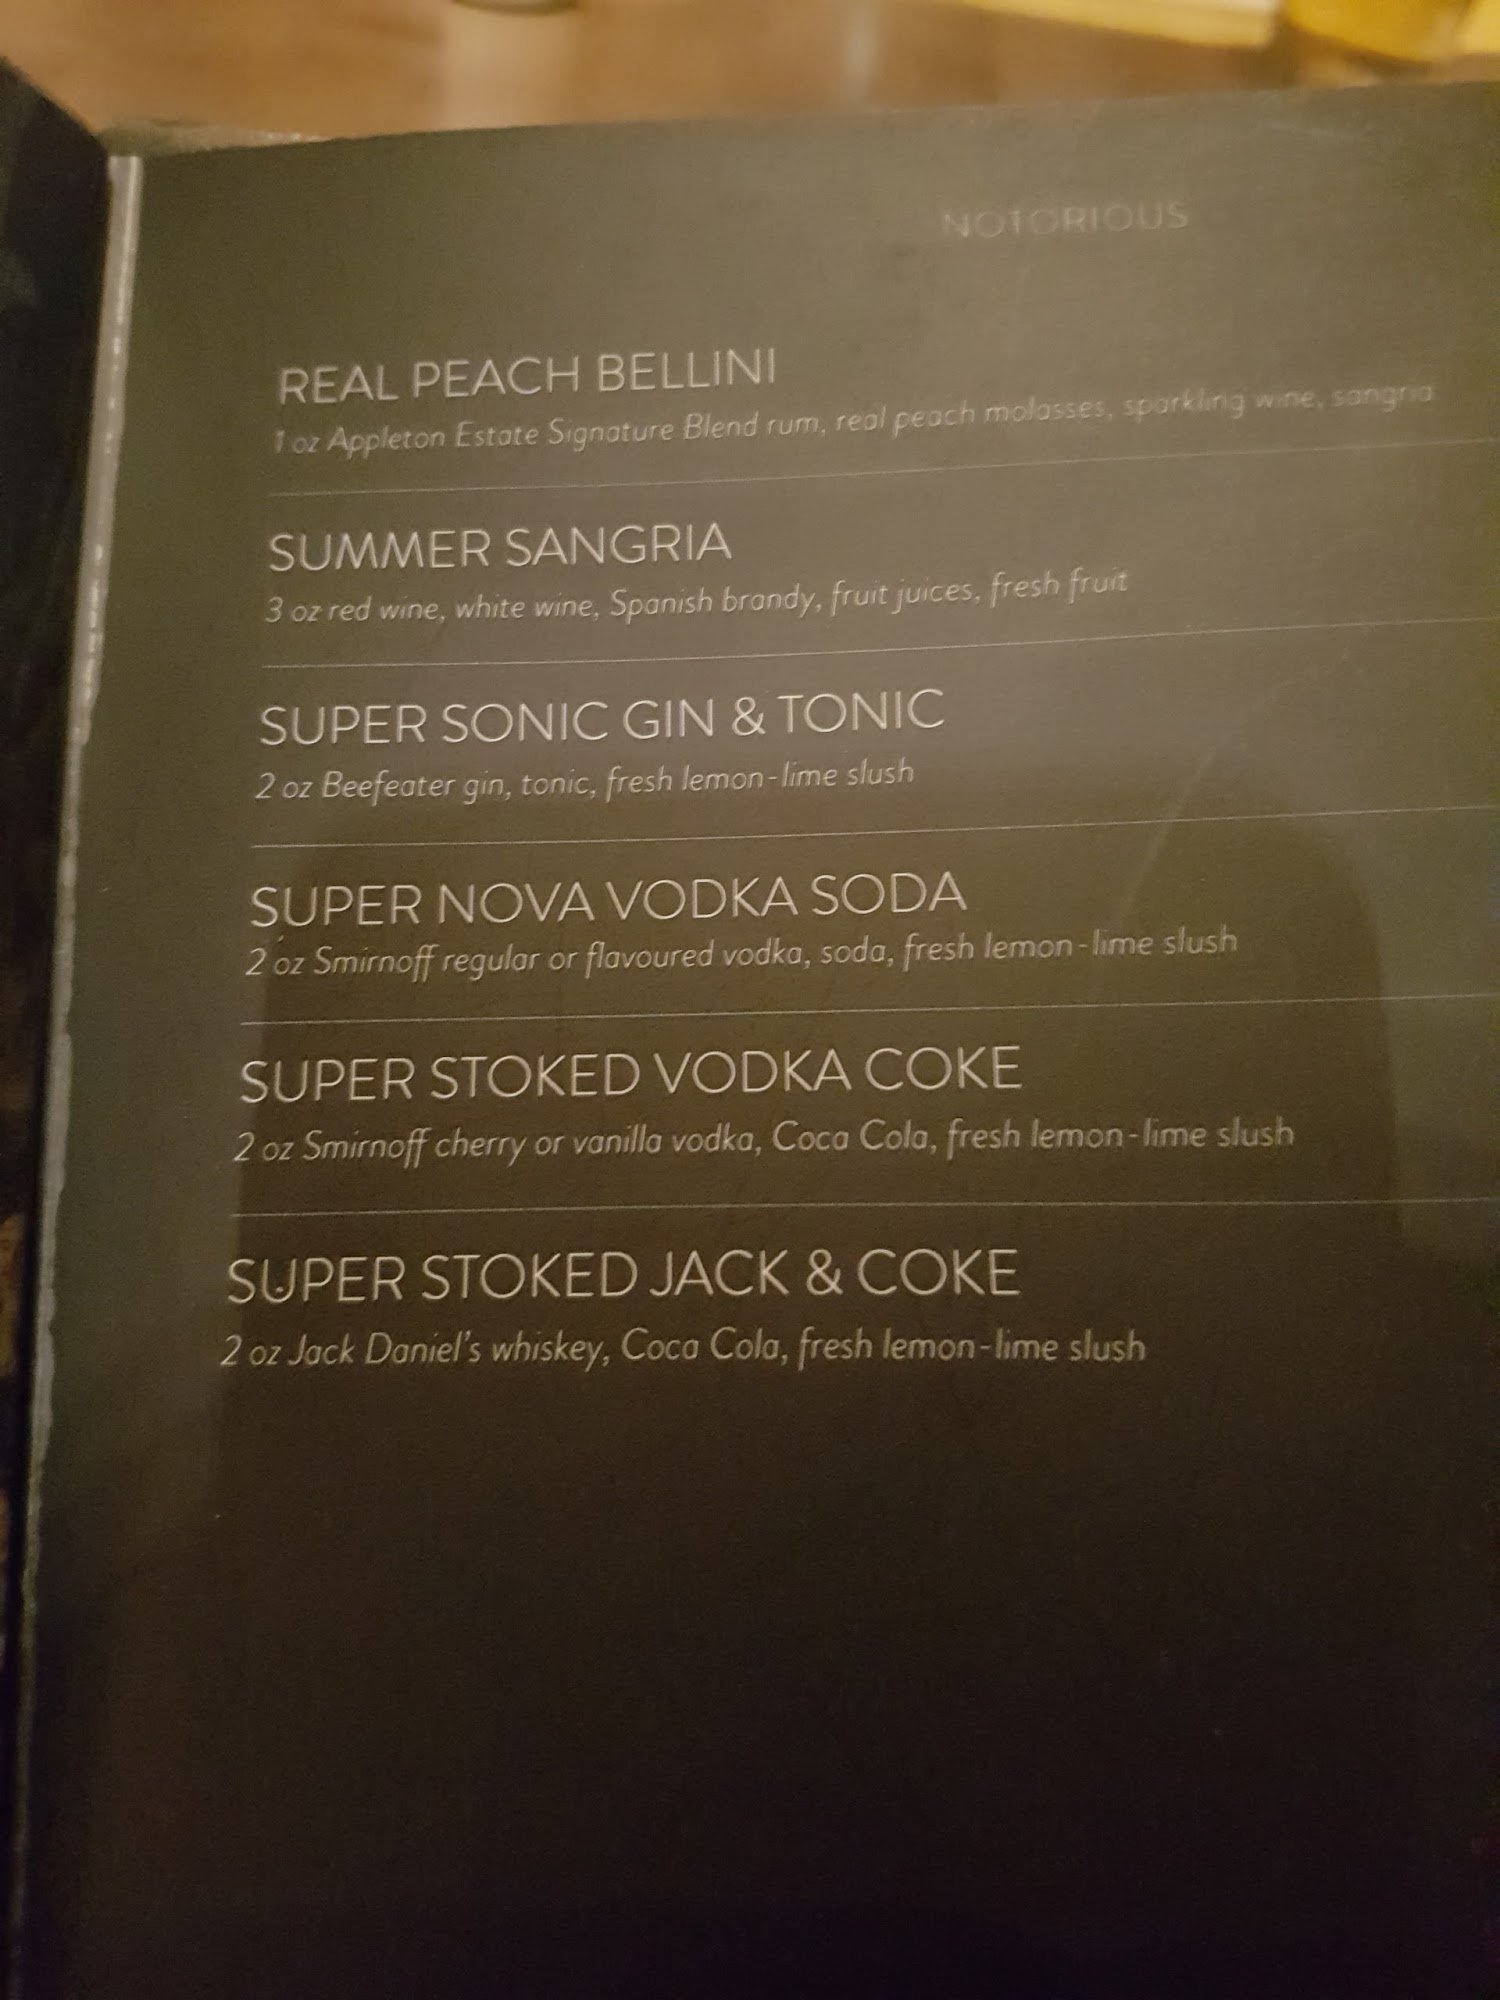 NOTORIOUS
REAL PEACH BELLINI
1 oz Appleton Estate Signature Blend rum, real peach molasses, sparkling wine, sangria
SUMMER SANGRIA
3 oz red wine, white wine, Spanish brandy, fruit juices, fresh fruit
SUPER SONIC GIN & TONIC
2 oz Beefeater gin, tonic, fresh lemon-lime slush
SUPER NOVA VODKA SODA
2 oz Smirnoff regular or flavoured vodka, soda, fresh lemon-lime slush
SUPER STOKED VODKA COKE
2 oz Smirnoff cherry or vanilla vodka, Coca Cola, fresh lemon-lime slush
SUPER STOKED JACK & COKE
2 oz Jack Daniel's whiskey, Coca Cola, fresh lemon-lime slush